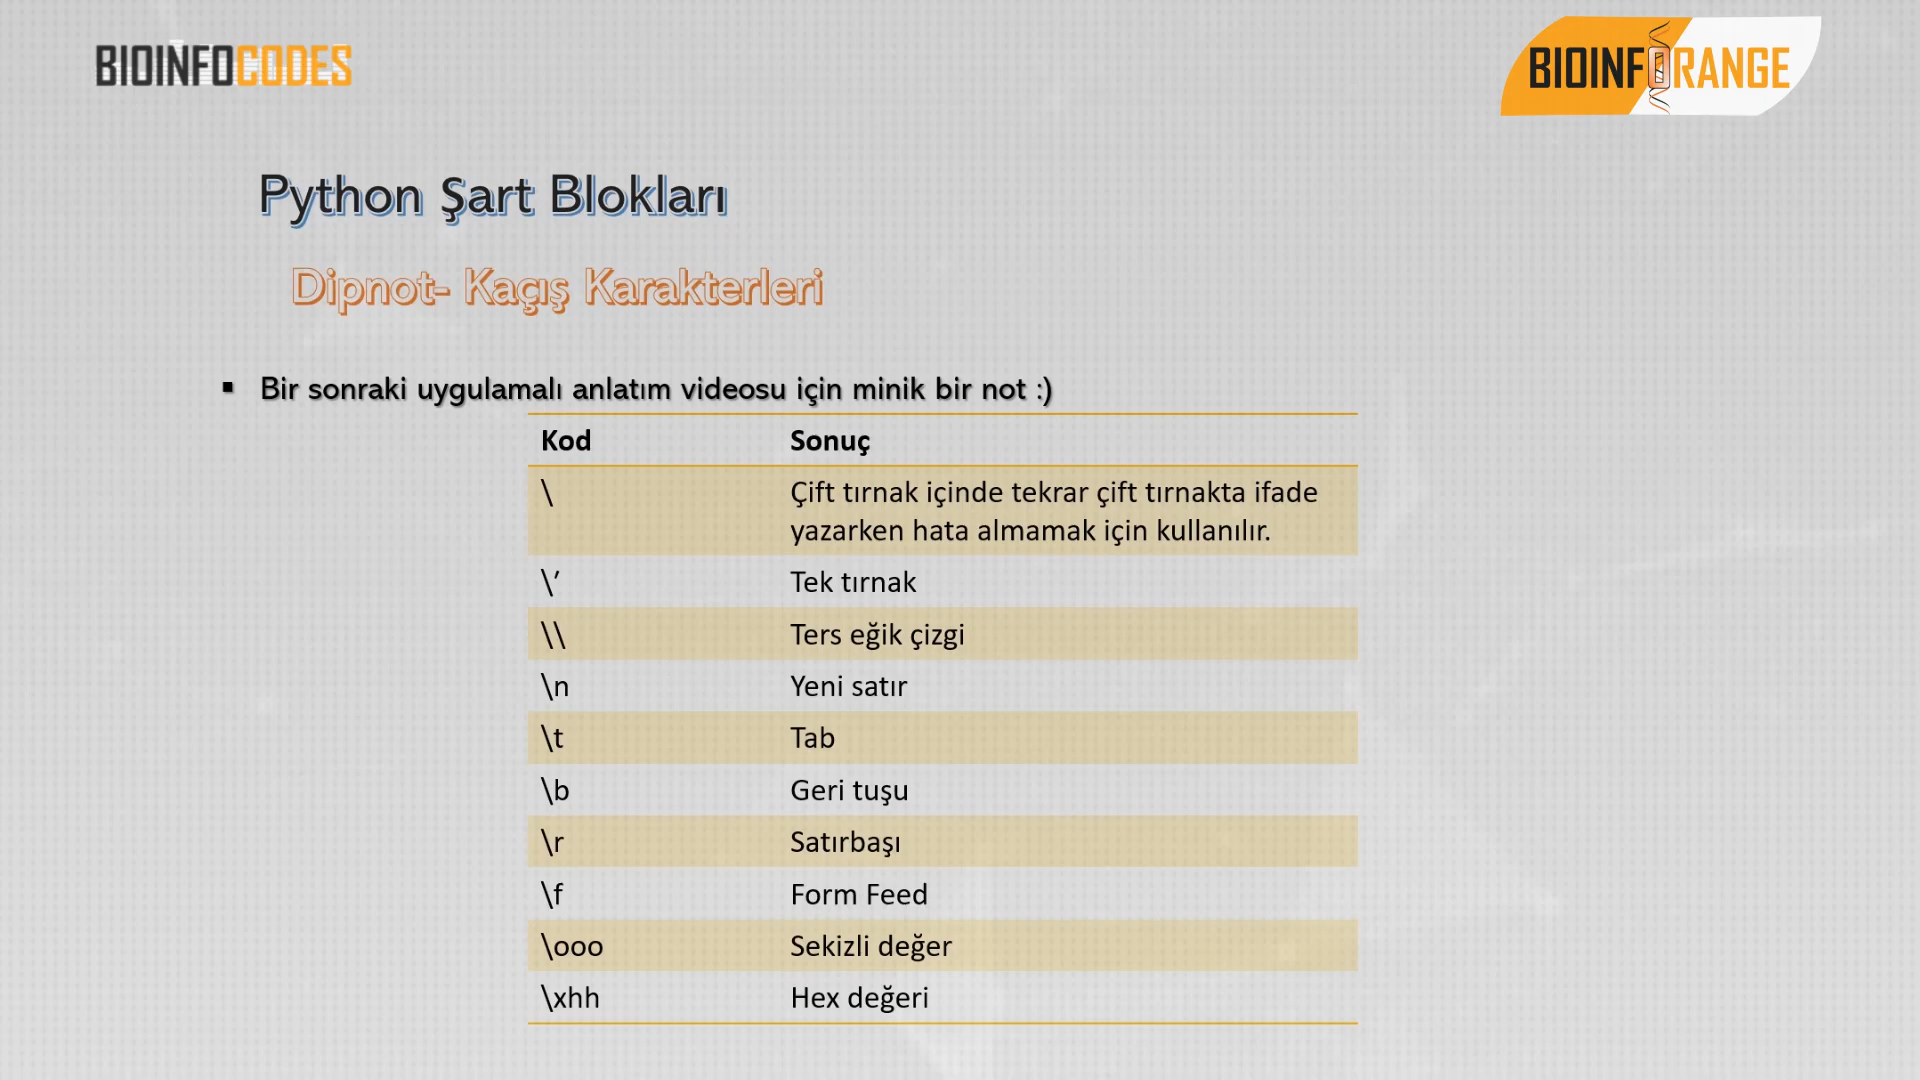 BIOINFOCODES
BIOINFORANGE
Python Şart Blokları
Dipnot- Kaçış Karakterleri
▪ Bir sonraki uygulamalı anlatım videosu için minik bir not :)
Kod Sonuç
\ Çift tırnak içinde tekrar çift tırnakta ifade
yazarken hata almamak için kullanılır.
\’ Tek tırnak
\\ Ters eğik çizgi
\n Yeni satır
\t Tab
\b Geri tuşu
\r Satırbaşı
\f Form Feed
\ooo Sekizli değer
\xhh Hex değeri